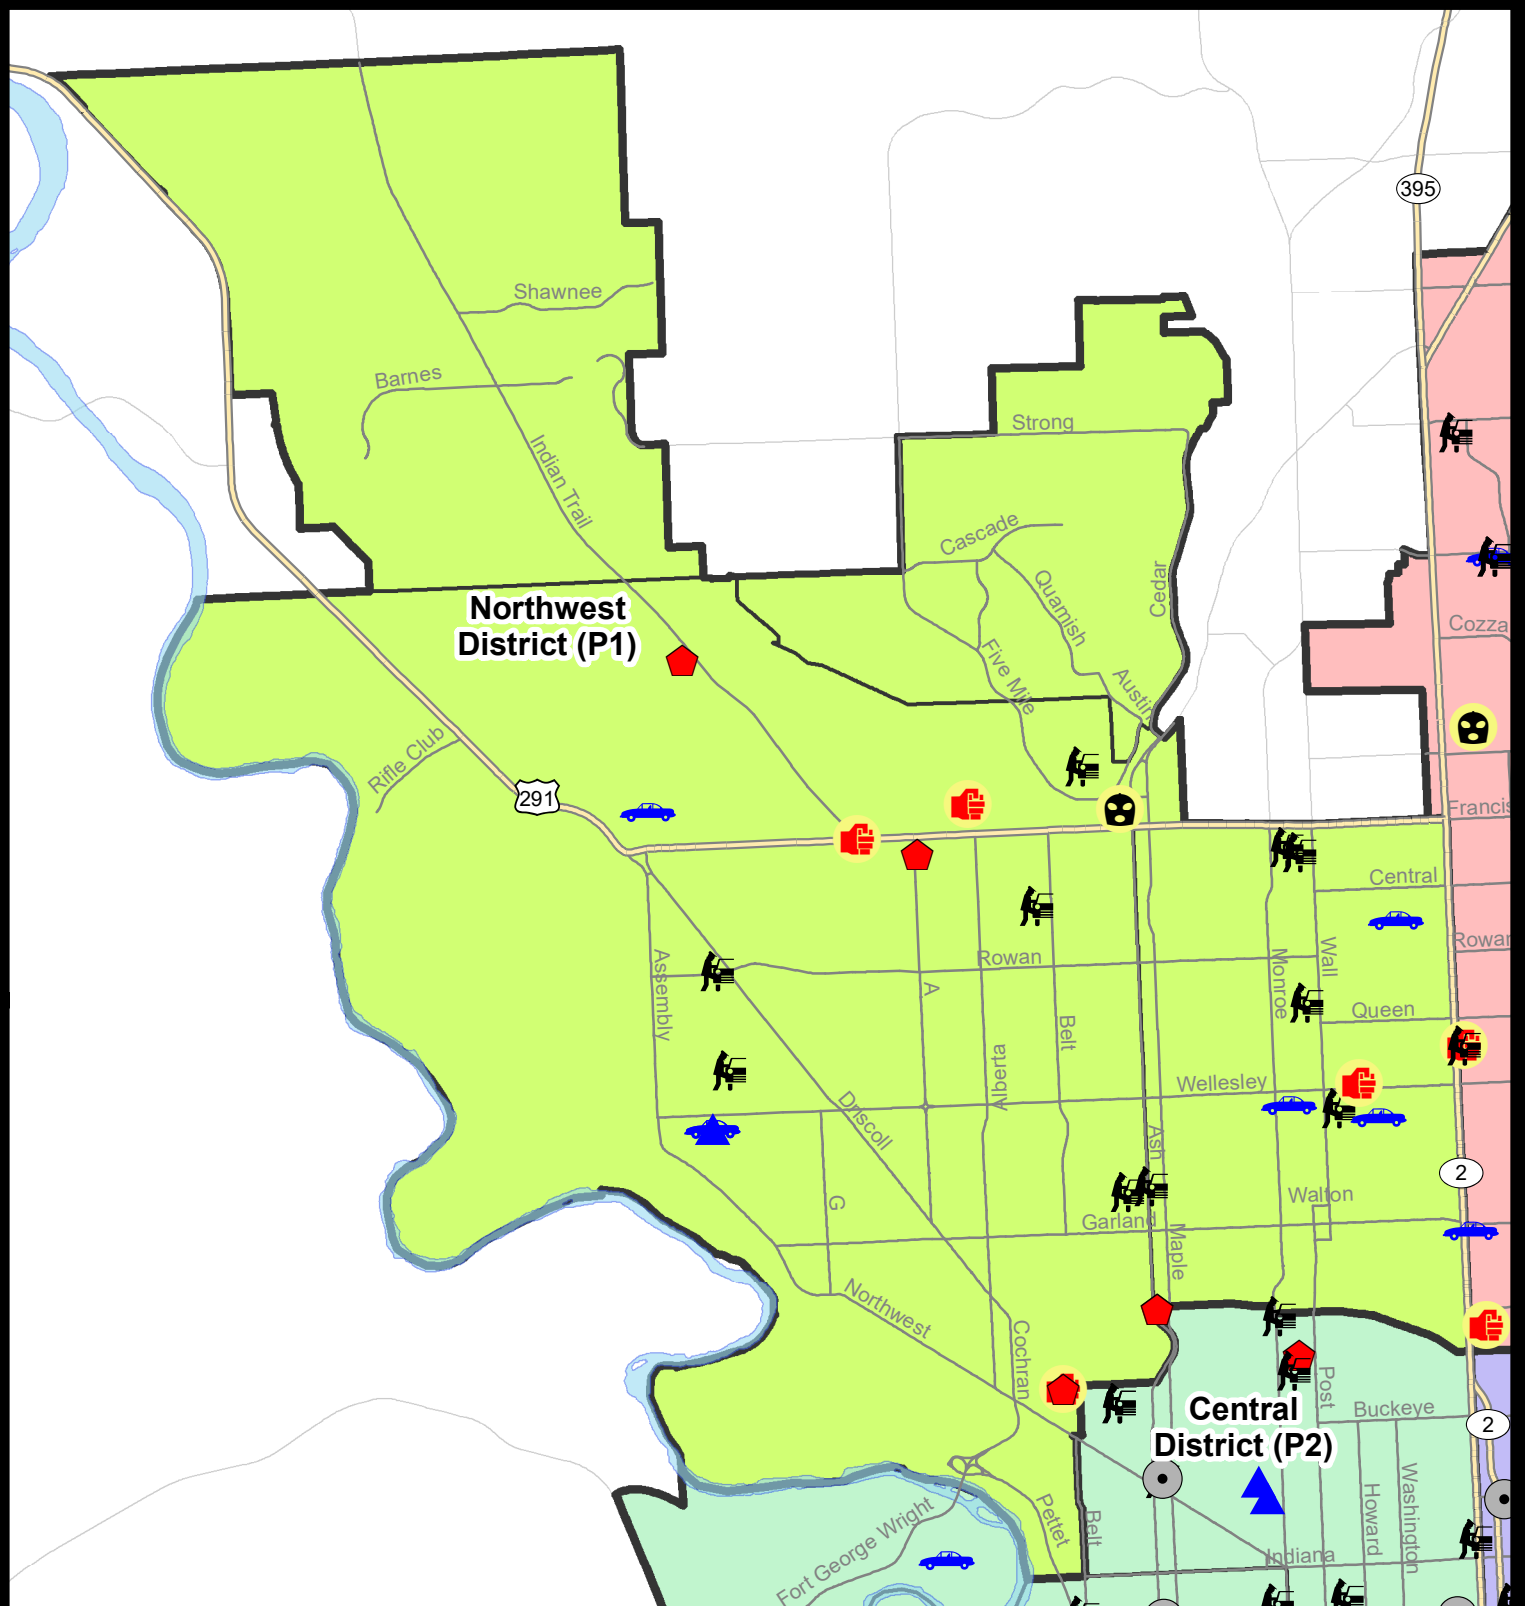 395
Shawnee
Barnes
Strong
Indian Trail
Cascade
Quamish
Cedar
Northwest
District (P1)
Cozza
Five Mile
Austin
Rifle Club
291
Francis
Central
Rowan
Rowan
Assembly
A
Monroe
Wall
Queen
Belt
Alberta
Wellesley
Driscoll
Ash
2
G
Walton
Garland
Maple
Northwest
Cochran
Post
Central
District (P2)
Buckeye
2
Fort George Wright
Pettet
Belt
Howard
Washington
Indiana